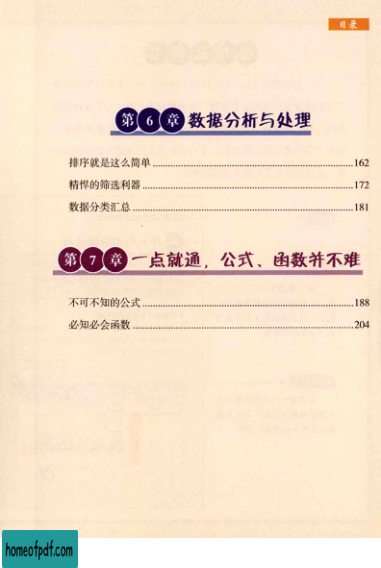 目录
第6章 数据分析与处理
排序就是这么简单 162
精悍的筛选利器 172
数据分类汇总 181
第7章 一点就通，公式、函数并不难
不可不知的公式 188
必知必会函数 204
homeofpdf.com